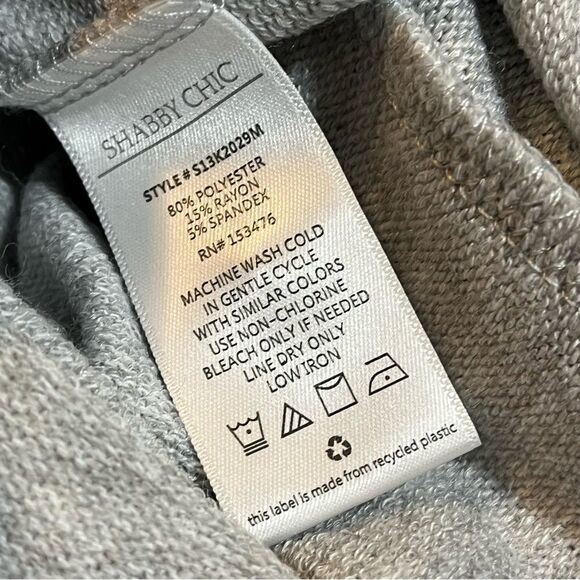 SHABBY CHIC
STYLE # S13K2029M
80% POLYESTER
15% RAYON
5% SPANDEX
RN# 153476
MACHINE WASH COLD
IN GENTLE CYCLE
WITH SIMILAR COLORS
USE NON-CHLORINE
BLEACH ONLY IF NEEDED
LINE DRY ONLY
LOW IRON
this label is made from recycled plastic